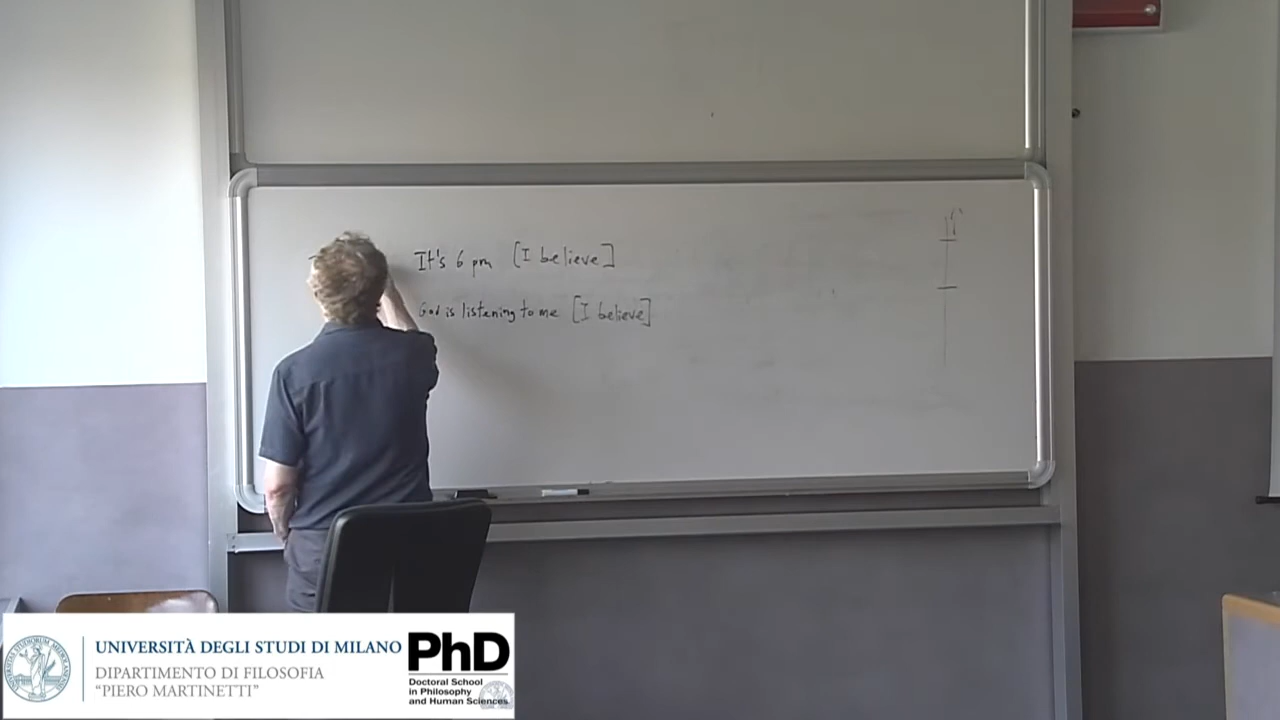 It's 6 pm [I believe]
God is listening to me [I believe]
UNIVERSITÀ DEGLI STUDI DI MILANO
DIPARTIMENTO DI FILOSOFIA
“PIERO MARTINETTI”
PhD
Doctoral School
in Philosophy
and Human Sciences